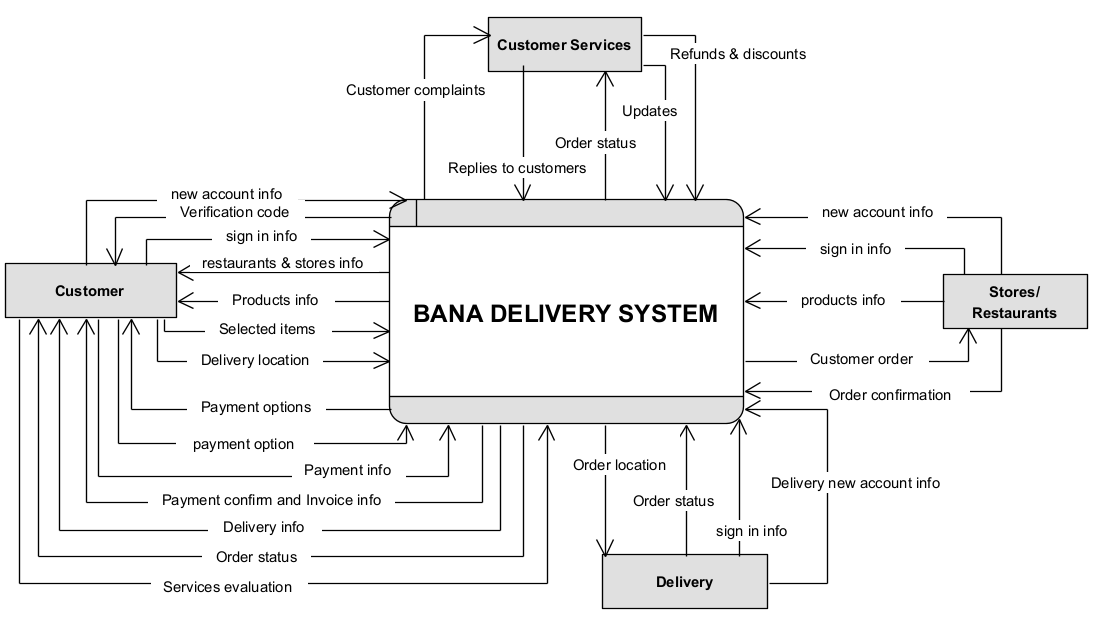 Customer Services
Refunds & discounts
Customer complaints
Updates
Order status
Replies to customers
new account info
Verification code
sign in info
restaurants & stores info
Customer
Products info
Selected items
Delivery location
Payment options
payment option
Payment info
Payment confirm and Invoice info
Delivery info
Order status
Services evaluation
BANA DELIVERY SYSTEM
new account info
sign in info
products info
Stores/
Restaurants
Customer order
Order confirmation
Order location
Order status
sign in info
Delivery new account info
Delivery